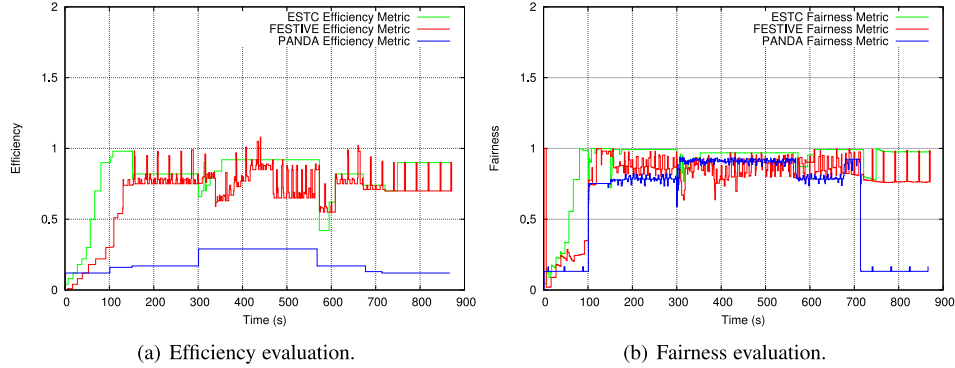 ESTC Efficiency Metric
FESTIVE Efficiency Metric
PANDA Efficiency Metric
2
1.5
1
0.5
0
Efficiency
0 100 200 300 400 500 600 700 800 900
Time (s)
(a) Efficiency evaluation.
ESTC Fairness Metric
FESTIVE Fairness Metric
PANDA Fairness Metric
2
1.5
1
0.5
0
Fairness
0 100 200 300 400 500 600 700 800 900
Time (s)
(b) Fairness evaluation.